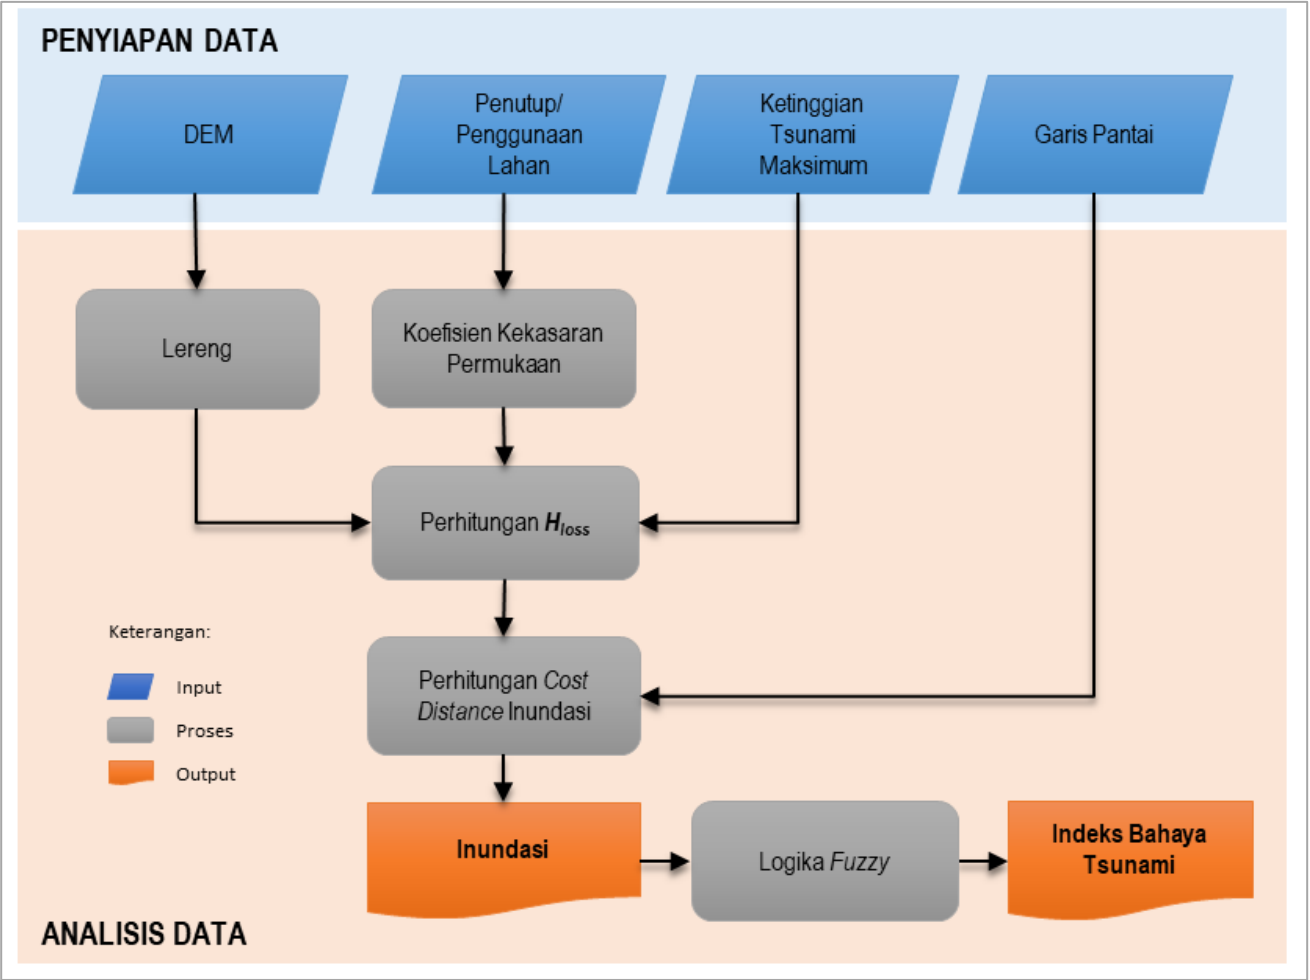 PENYIAPAN DATA
DEM
Penutup/
Penggunaan
Lahan
Ketinggian
Tsunami
Maksimum
Garis Pantai
Lereng
Koefisien Kekasaran
Permukaan
Perhitungan Hloss
Keterangan:
Input
Proses
Output
Perhitungan Cost
Distance Inundasi
Inundasi
Logika Fuzzy
Indeks Bahaya
Tsunami
ANALISIS DATA